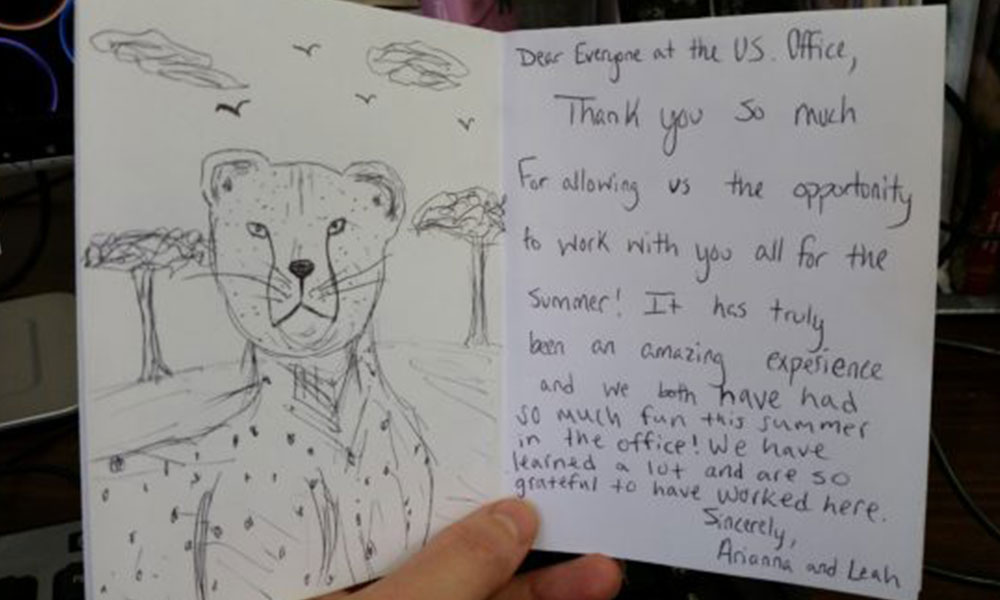 Dear Everyone at the US. Office,
Thank you so much
For allowing us the opportonity
to work with you all for the
summer! It has truly
been an amazing experience
and we both have had
so much fun this summer
in the office! We have
learned a lot and are so
grateful to have worked here.
Sincerely,
Arianna and Leah